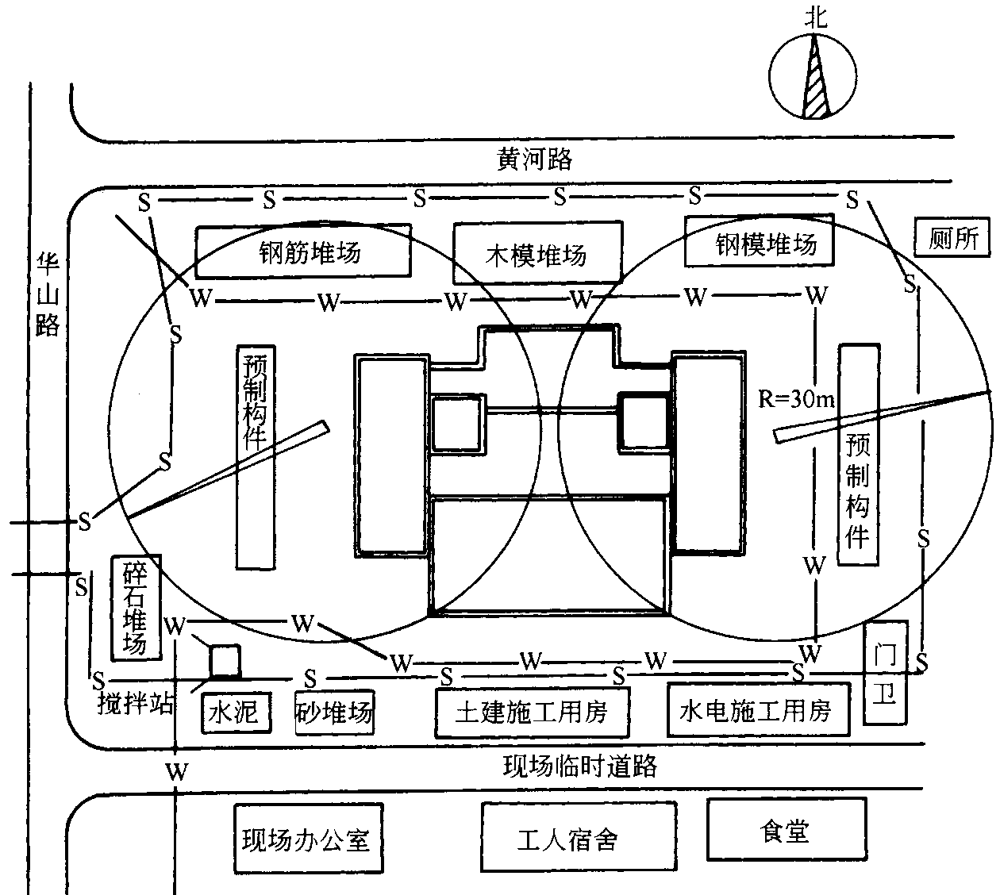 北
黄河路
S S S S S S
钢筋堆场
木模堆场
钢模堆场
厕所
华山路
S
W W W W W W
S
预制构件
R=30m
预制构件
S
S
S
W
S
碎石堆场
W W
W W W W
S
S S S S S
门卫
搅拌站
水泥
砂堆场
土建施工用房
水电施工用房
W
现场临时道路
现场办公室
工人宿舍
食堂